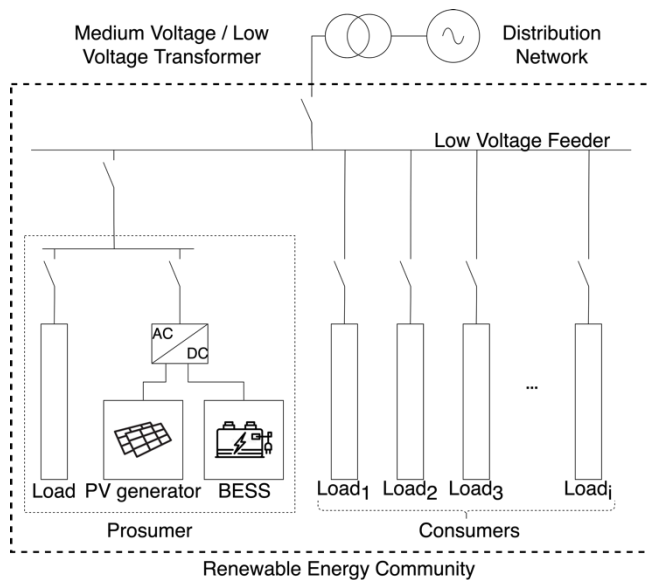 Medium Voltage / Low
Voltage Transformer
Distribution
Network
Low Voltage Feeder
AC
DC
Load
PV generator
BESS
Load1
Load2
Load3
...
Loadi
Prosumer
Consumers
Renewable Energy Community